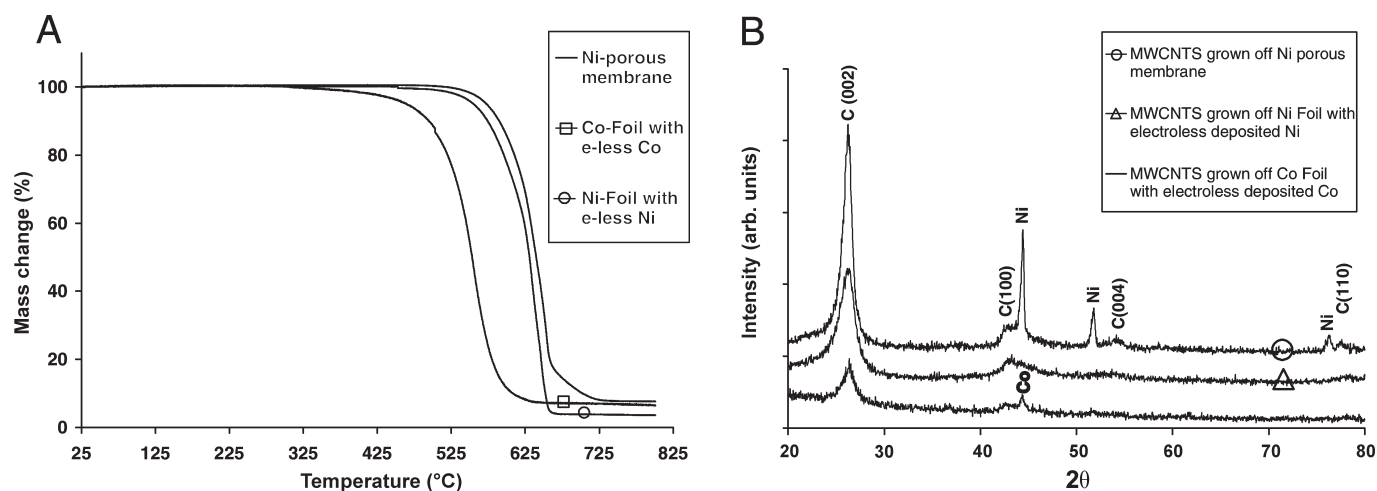 A
Mass change (%)
100
80
60
40
20
0
25
125
225
325
425
525
625
725
825
Temperature (°C)
Ni-porous
membrane
Co-Foil with
e-less Co
Ni-Foil with
e-less Ni
B
Intensity (arb. units)
C (002)
C(100)
Ni
Ni
C(004)
Ni
C(110)
Co
20
30
40
50
60
70
80
2θ
MWCNTS grown off Ni porous
membrane
MWCNTS grown off Ni Foil with
electroless deposited Ni
MWCNTS grown off Co Foil
with electroless deposited Co